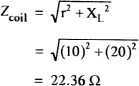 Z_coil = √(r² + X_L²)
= √((10)² + (20)²)
= 22.36 Ω